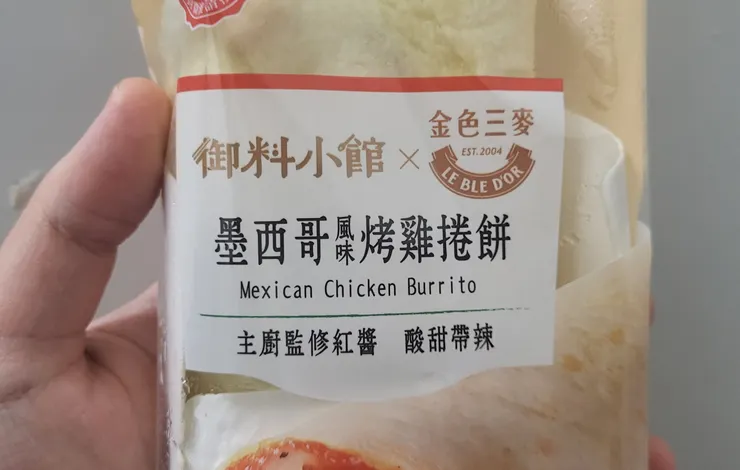 御料小館 × 金色三麥
EST. 2004
LE BLE D'OR
墨西哥風味烤雞捲餅
Mexican Chicken Burrito
主廚監修紅醬 酸甜帶辣